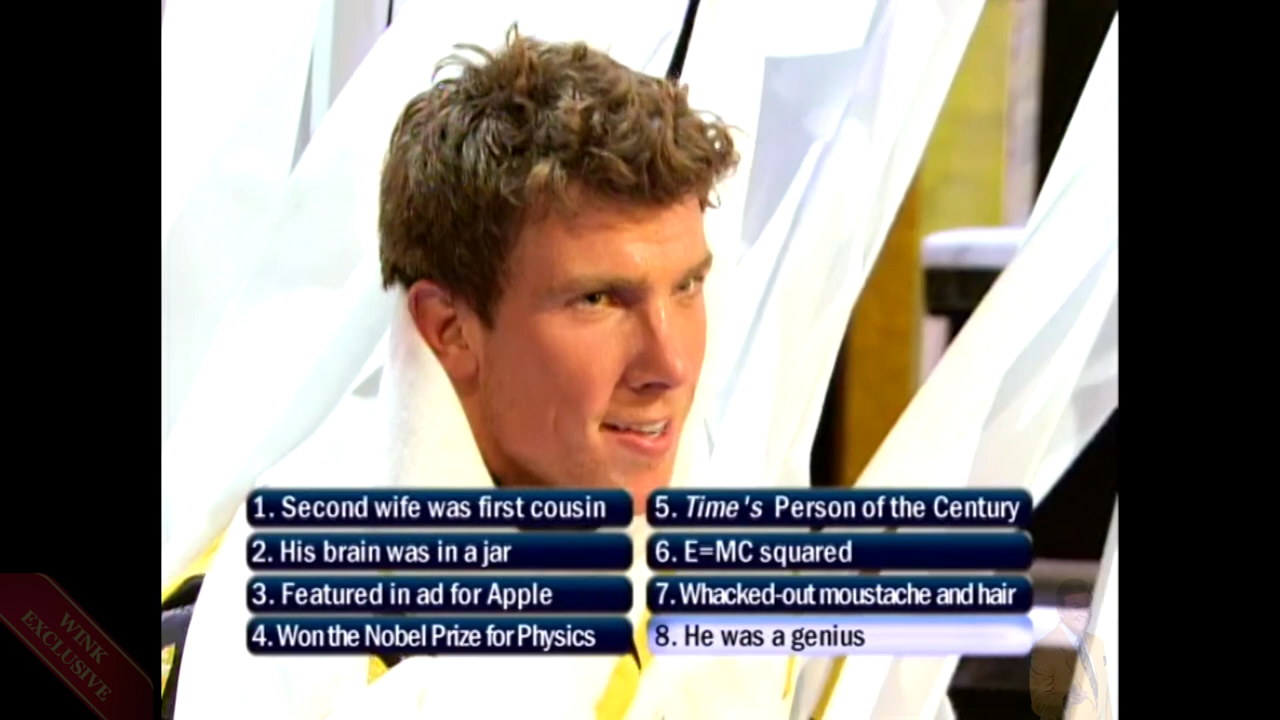 1. Second wife was first cousin
2. His brain was in a jar
3. Featured in ad for Apple
4. Won the Nobel Prize for Physics
5. Time's Person of the Century
6. E=MC squared
7. Whacked-out moustache and hair
8. He was a genius
WINK
EXCLUSIVE